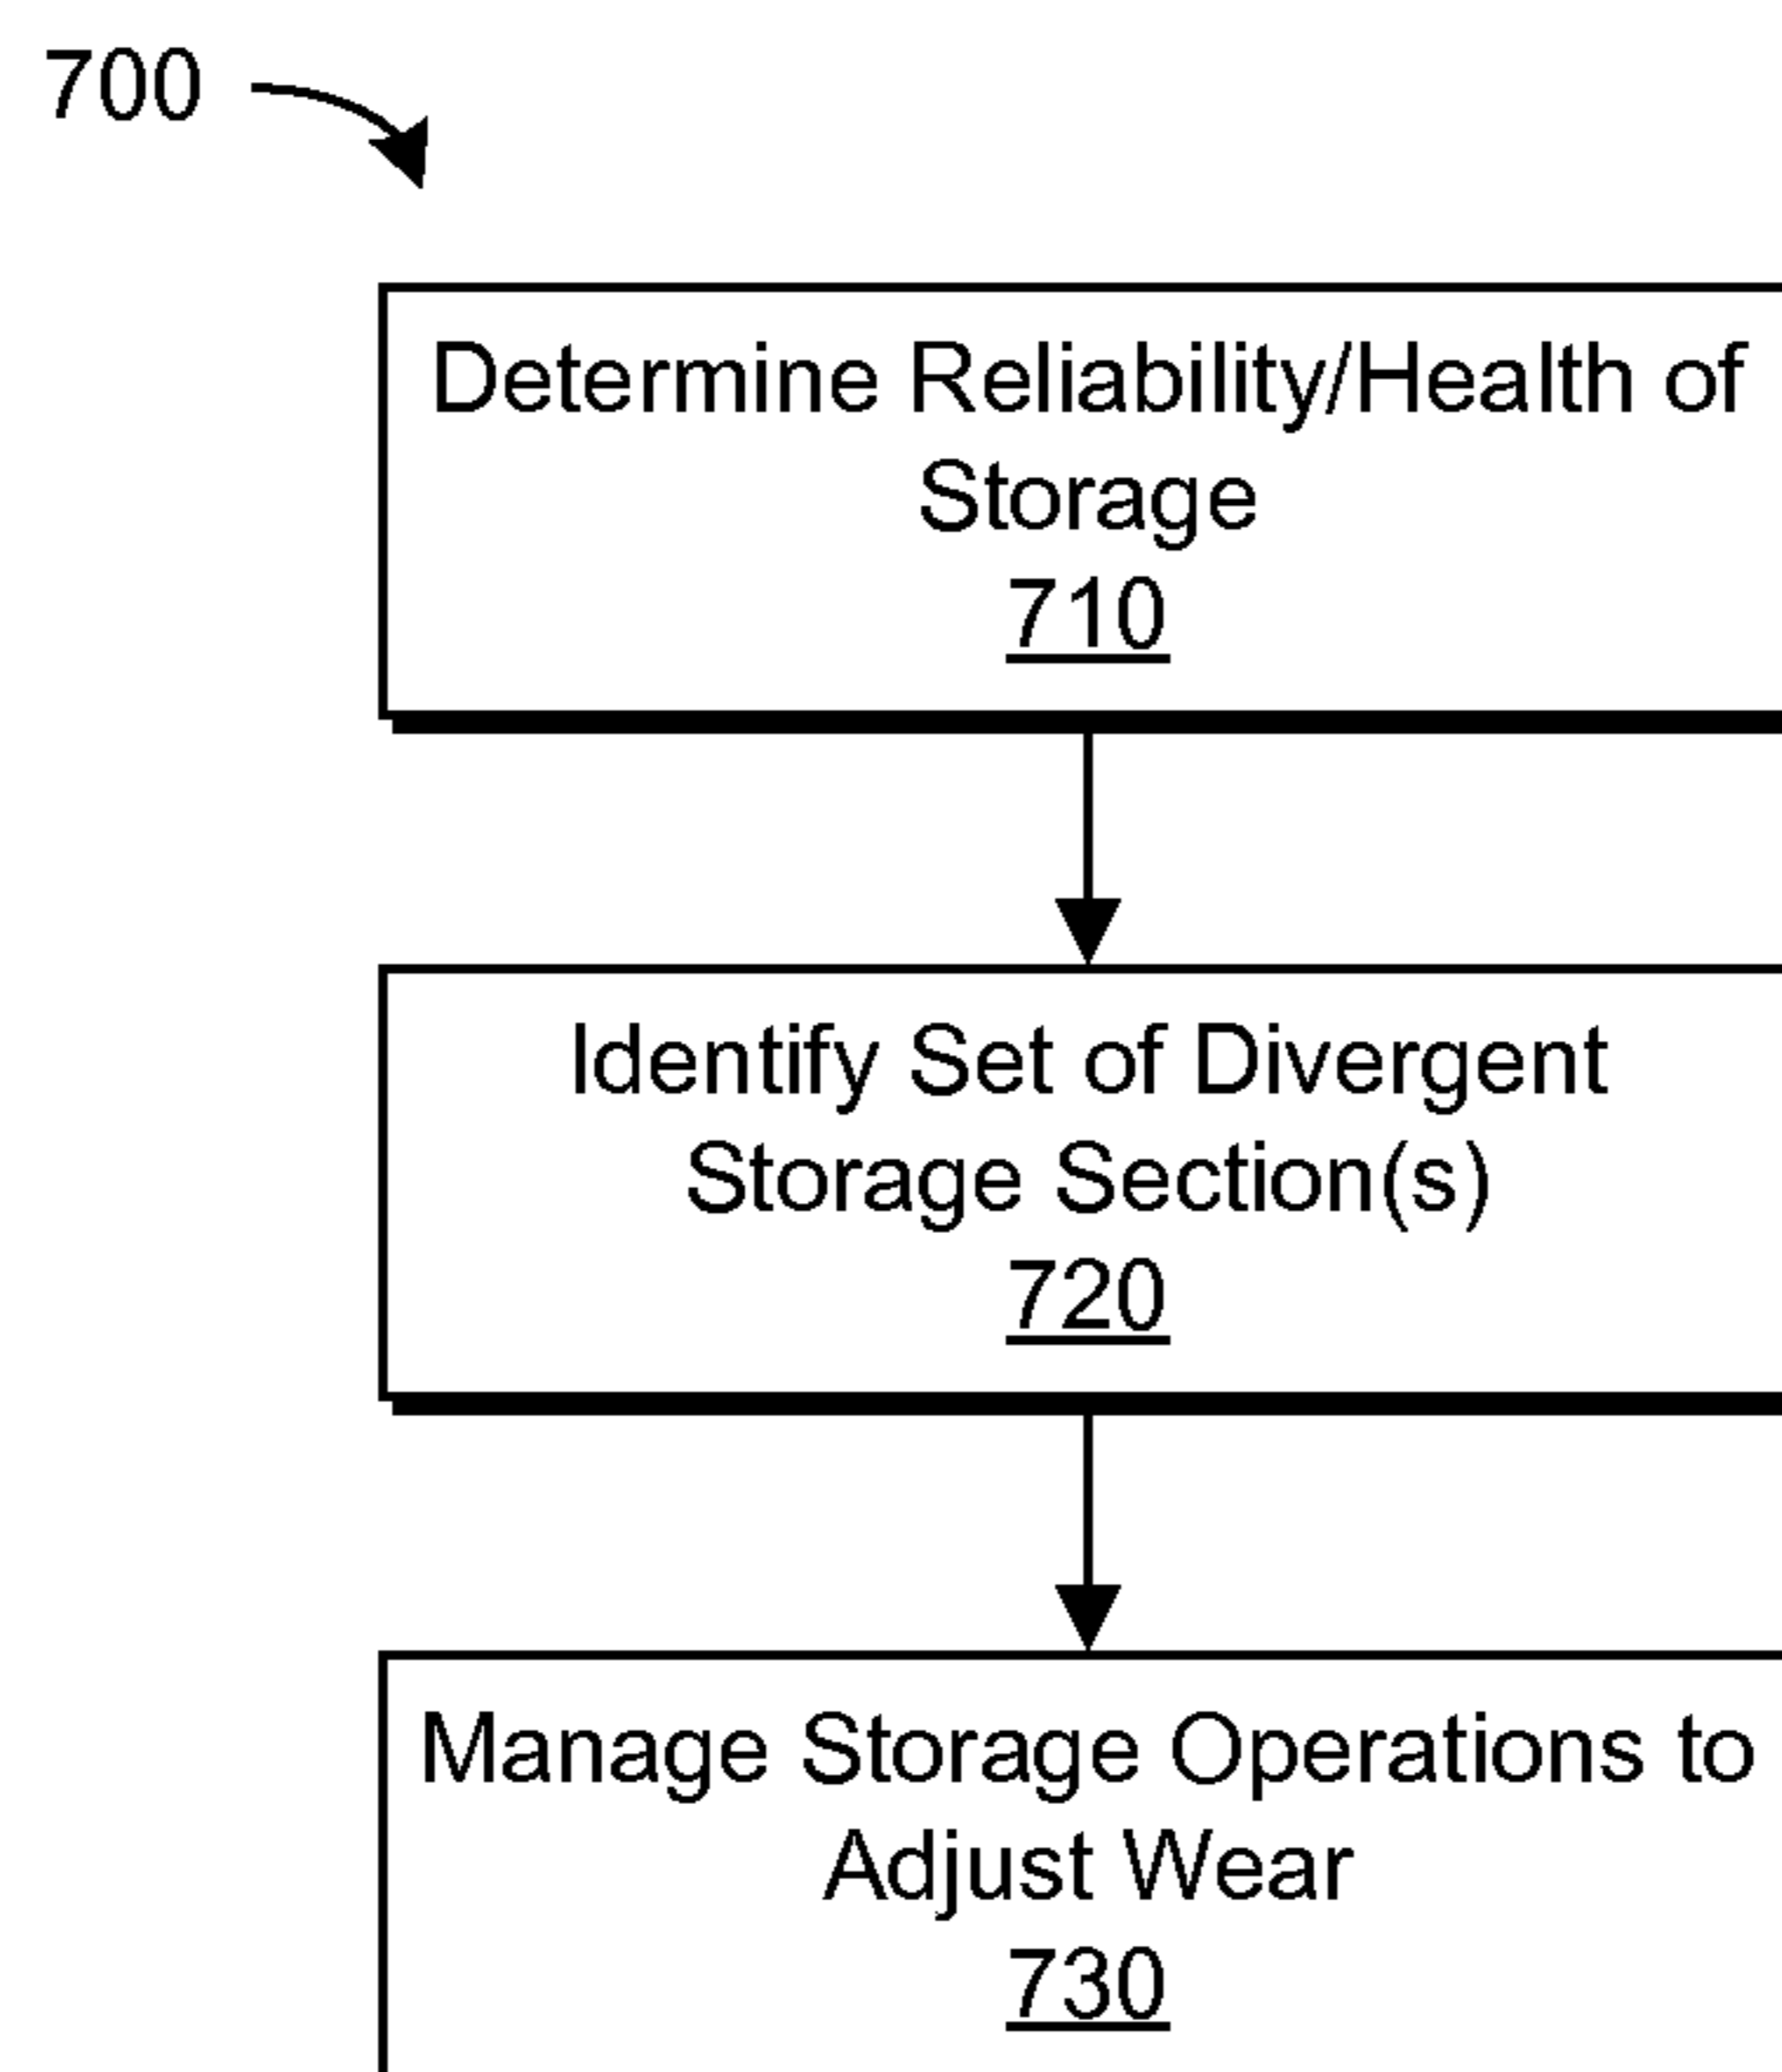 700
Determine Reliability/Health of
Storage
710
Identify Set of Divergent
Storage Section(s)
720
Manage Storage Operations to
Adjust Wear
730